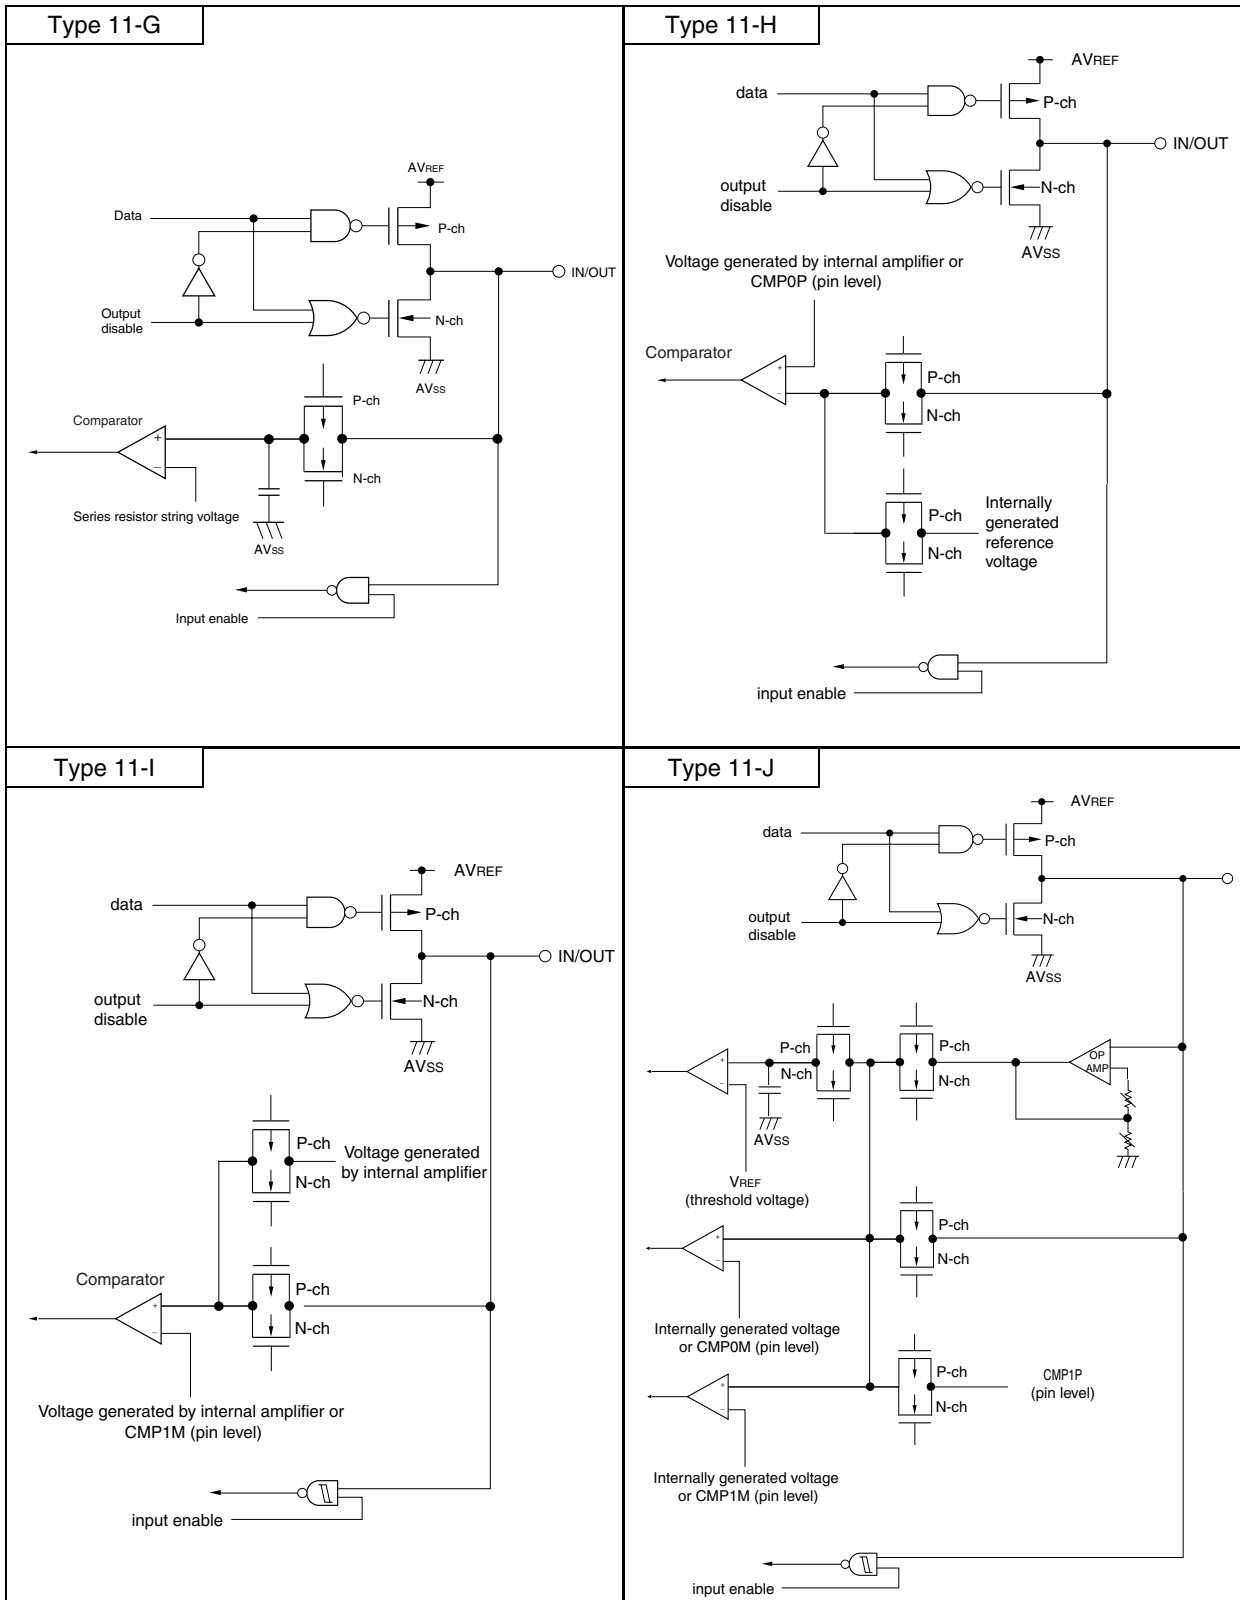 Type 11-G
AVREF
Data
P-ch
IN/OUT
Output
disable
N-ch
AVSS
P-ch
Comparator
+
–
N-ch
Series resistor string voltage
AVSS
Input enable
Type 11-H
AVREF
data
P-ch
IN/OUT
output
disable
N-ch
AVSS
Voltage generated by internal amplifier or
CMP0P (pin level)
Comparator
+
–
P-ch
N-ch
P-ch
N-ch
Internally
generated
reference
voltage
input enable
Type 11-I
AVREF
data
P-ch
IN/OUT
output
disable
N-ch
AVSS
P-ch
N-ch
Voltage generated
by internal amplifier
Comparator
+
–
P-ch
N-ch
Voltage generated by internal amplifier or
CMP1M (pin level)
input enable
Type 11-J
AVREF
data
P-ch
output
disable
N-ch
AVSS
P-ch
N-ch
P-ch
N-ch
OP
AMP
+
–
AVSS
VREF
(threshold voltage)
P-ch
N-ch
+
–
Internally generated voltage
or CMP0M (pin level)
P-ch
N-ch
CMP1P
(pin level)
+
–
Internally generated voltage
or CMP1M (pin level)
input enable